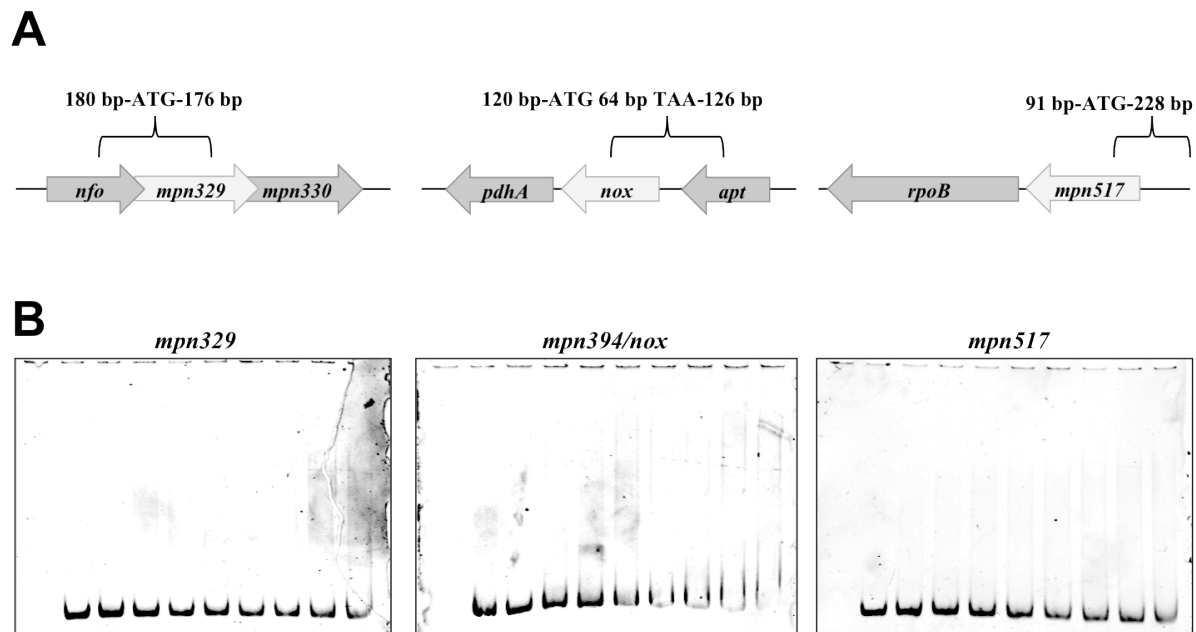 A
180 bp-ATG-176 bp
120 bp-ATG 64 bp TAA-126 bp
91 bp-ATG-228 bp
nfo
mpn329
mpn330
pdhA
nox
apt
rpoB
mpn517
B
mpn329
mpn394/nox
mpn517